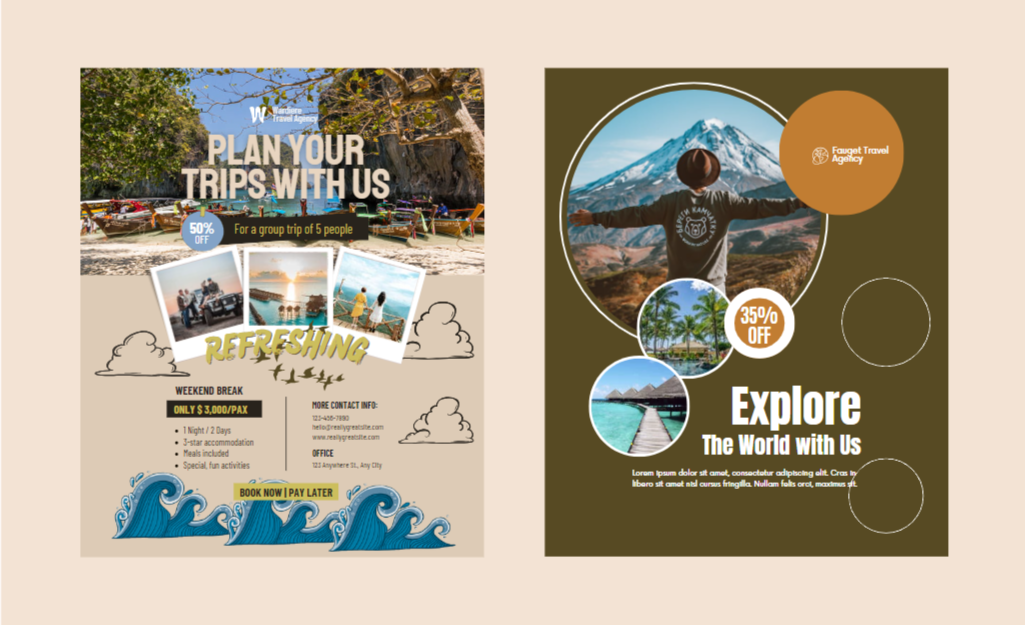 Wardiere
Travel Agency
PLAN YOUR
TRIPS WITH US
50%
OFF
For a group trip of 5 people
REFRESHING
WEEKEND BREAK
ONLY $ 3,000/PAX
• 1 Night / 2 Days
• 3-star accommodation
• Meals included
• Special, fun activities
MORE CONTACT INFO:
123-456-7890
hello@reallygreatsite.com
www.reallygreatsite.com
OFFICE
123 Anywhere St., Any City
BOOK NOW | PAY LATER
Fauget Travel
Agency
35%
OFF
Explore
The World with Us
Lorem ipsum dolor sit amet, consectetur adipiscing elit. Cras in
libero sit amet nisl cursus fringilla. Nullam felis orci, maximus sit.